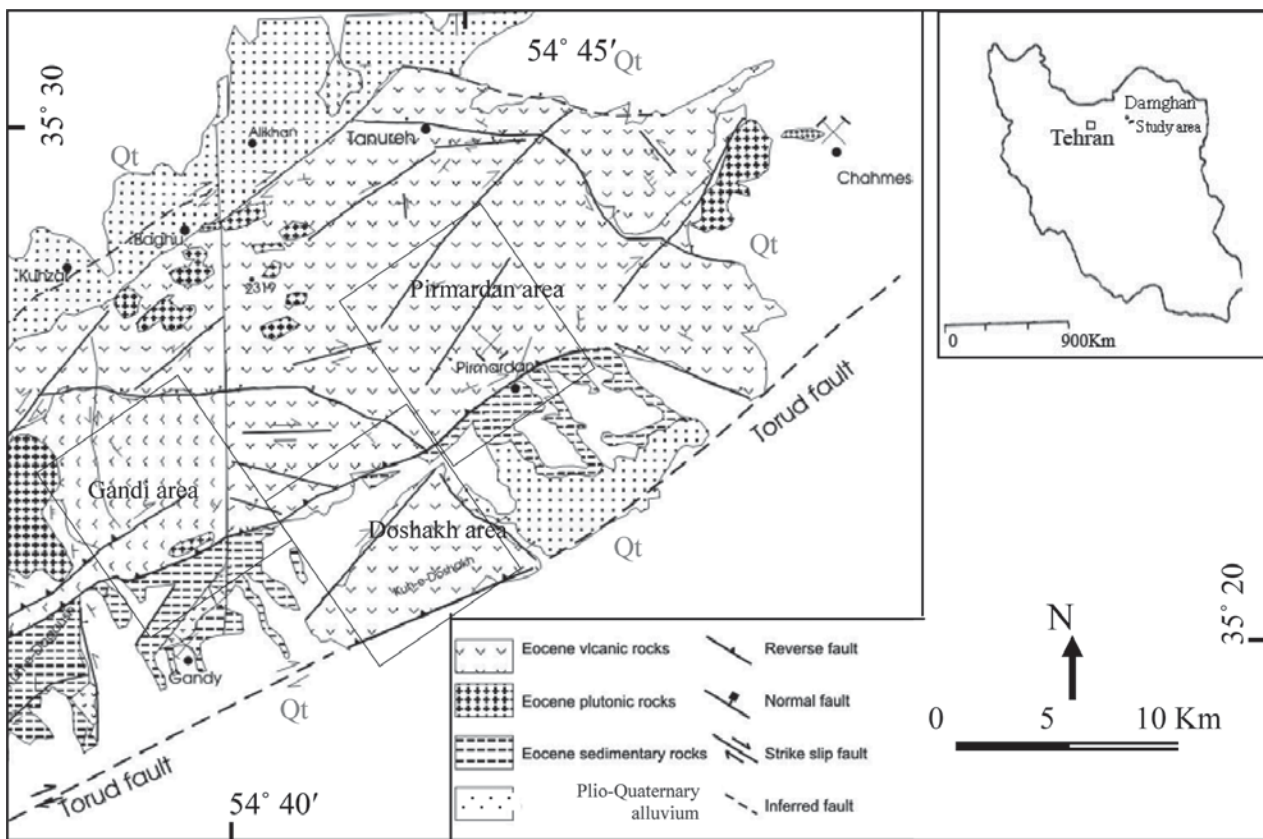 54° 45′
Qt
35° 30
Alikhan
Tanureh
Qt
Chahmes
Baghu
Kuhzar
2319
Qt
Pirmardan area
Pirmardan
Torud fault
Gandi area
Doshakh area
Kuh-e-Doshakh
Qt
Gandy
Qt
Torud fault
54° 40′
Damghan
Study area
Tehran
0 900Km
35° 20
N
0 5 10 Km
Eocene vlcanic rocks
Eocene plutonic rocks
Eocene sedimentary rocks
Plio-Quaternary
alluvium
Reverse fault
Normal fault
Strike slip fault
Inferred fault